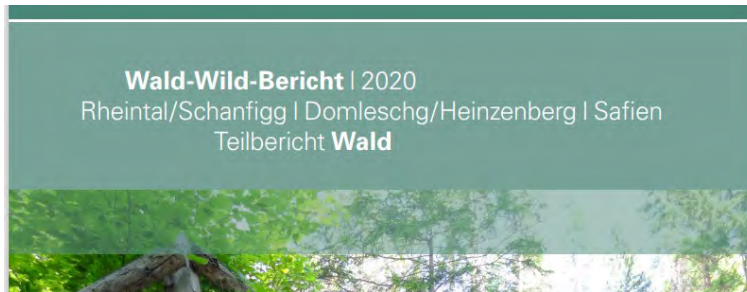 Wald-Wild-Bericht | 2020
Rheintal/Schanfigg | Domleschg/Heinzenberg | Safien
Teilbericht Wald